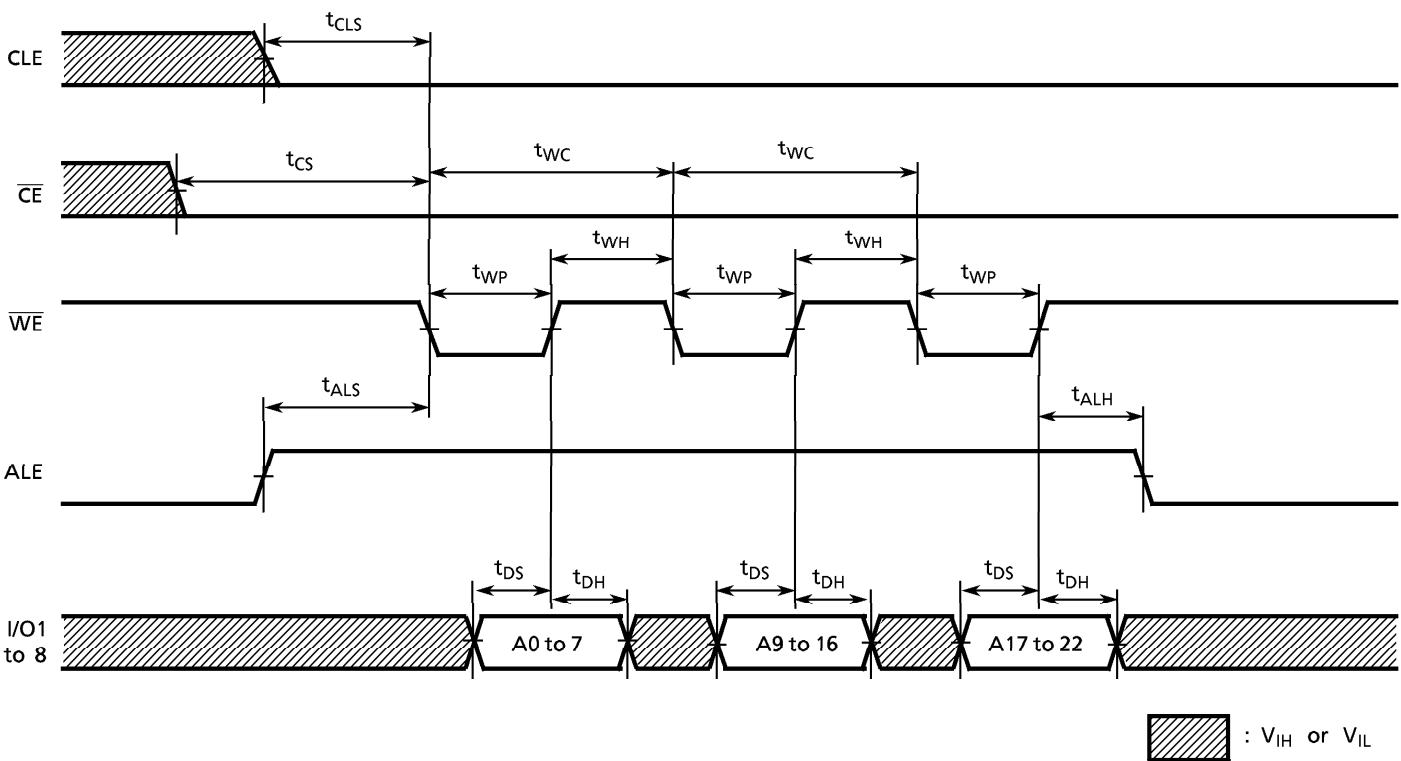 CLE
tCLS
CE
tCS
tWC
tWC
WE
tWP
tWH
tWP
tWH
tWP
ALE
tALS
tALH
I/O1
to 8
tDS
tDH
tDS
tDH
tDS
tDH
A0 to 7
A9 to 16
A17 to 22
: VIH or VIL